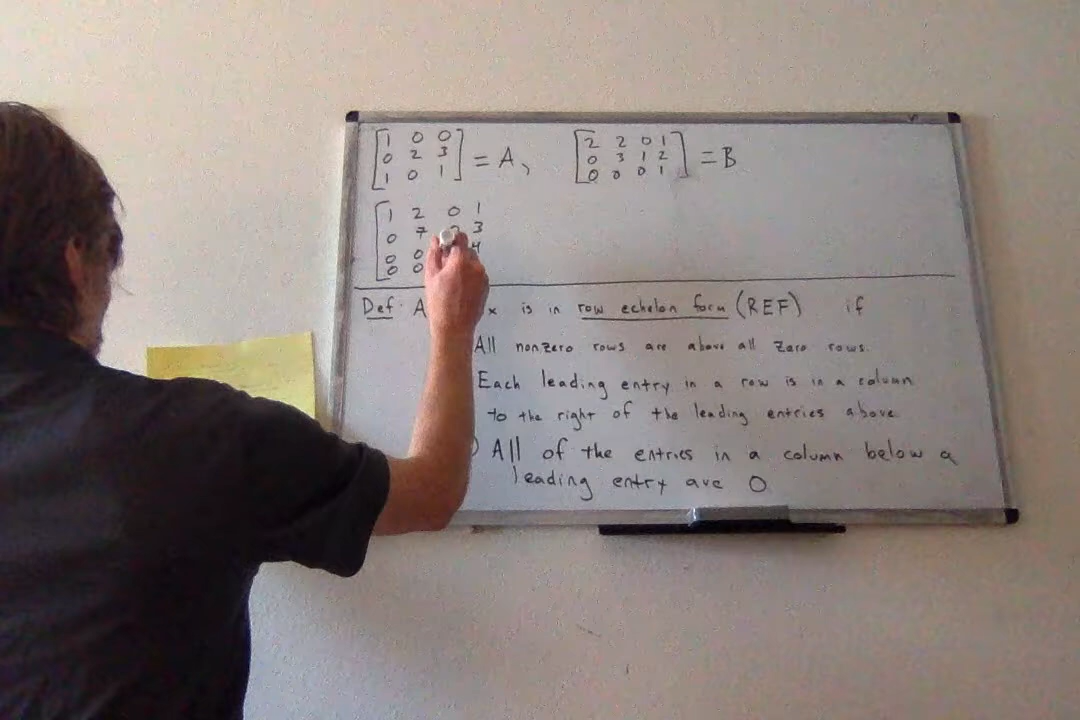 [1 0 0
0 2 3
1 0 1] = A,
[2 2 0 1
0 3 1 2
0 0 0 1] = B
[1 2 0 1
0 7 3
0 0 4
0 0
Def: A x is in row echelon form (REF) if
All nonzero rows are above all zero rows.
Each leading entry in a row is in a column
to the right of the leading entries above
) All of the entries in a column below a
leading entry are 0